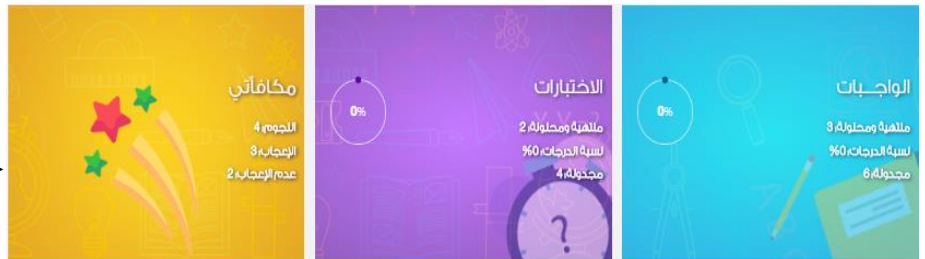 الواجـبات
0%
منتهية ومحلولة: 3
نسبة الدرجات: 0%
مجدولة: 6
الاختبارات
0%
منتهية ومحلولة: 2
نسبة الدرجات: 0%
مجدولة: 4
مكافآتي
النجوم: 4
الإعجاب: 3
عدم الإعجاب: 2